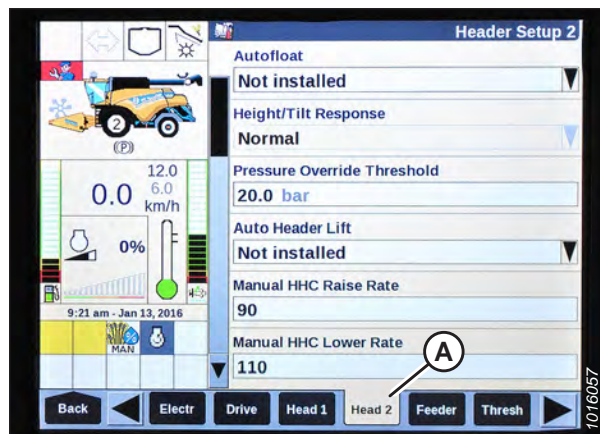 Header Setup 2
Autofloat
Not installed
Height/Tilt Response
Normal
Pressure Override Threshold
20.0 bar
Auto Header Lift
Not installed
Manual HHC Raise Rate
90
Manual HHC Lower Rate
110
2
(P)
12.0
0.0 6.0
km/h
0%
F
E
9:21 am - Jan 13, 2016
MAN
A
Back Electr Drive Head 1 Head 2 Feeder Thresh
1016057